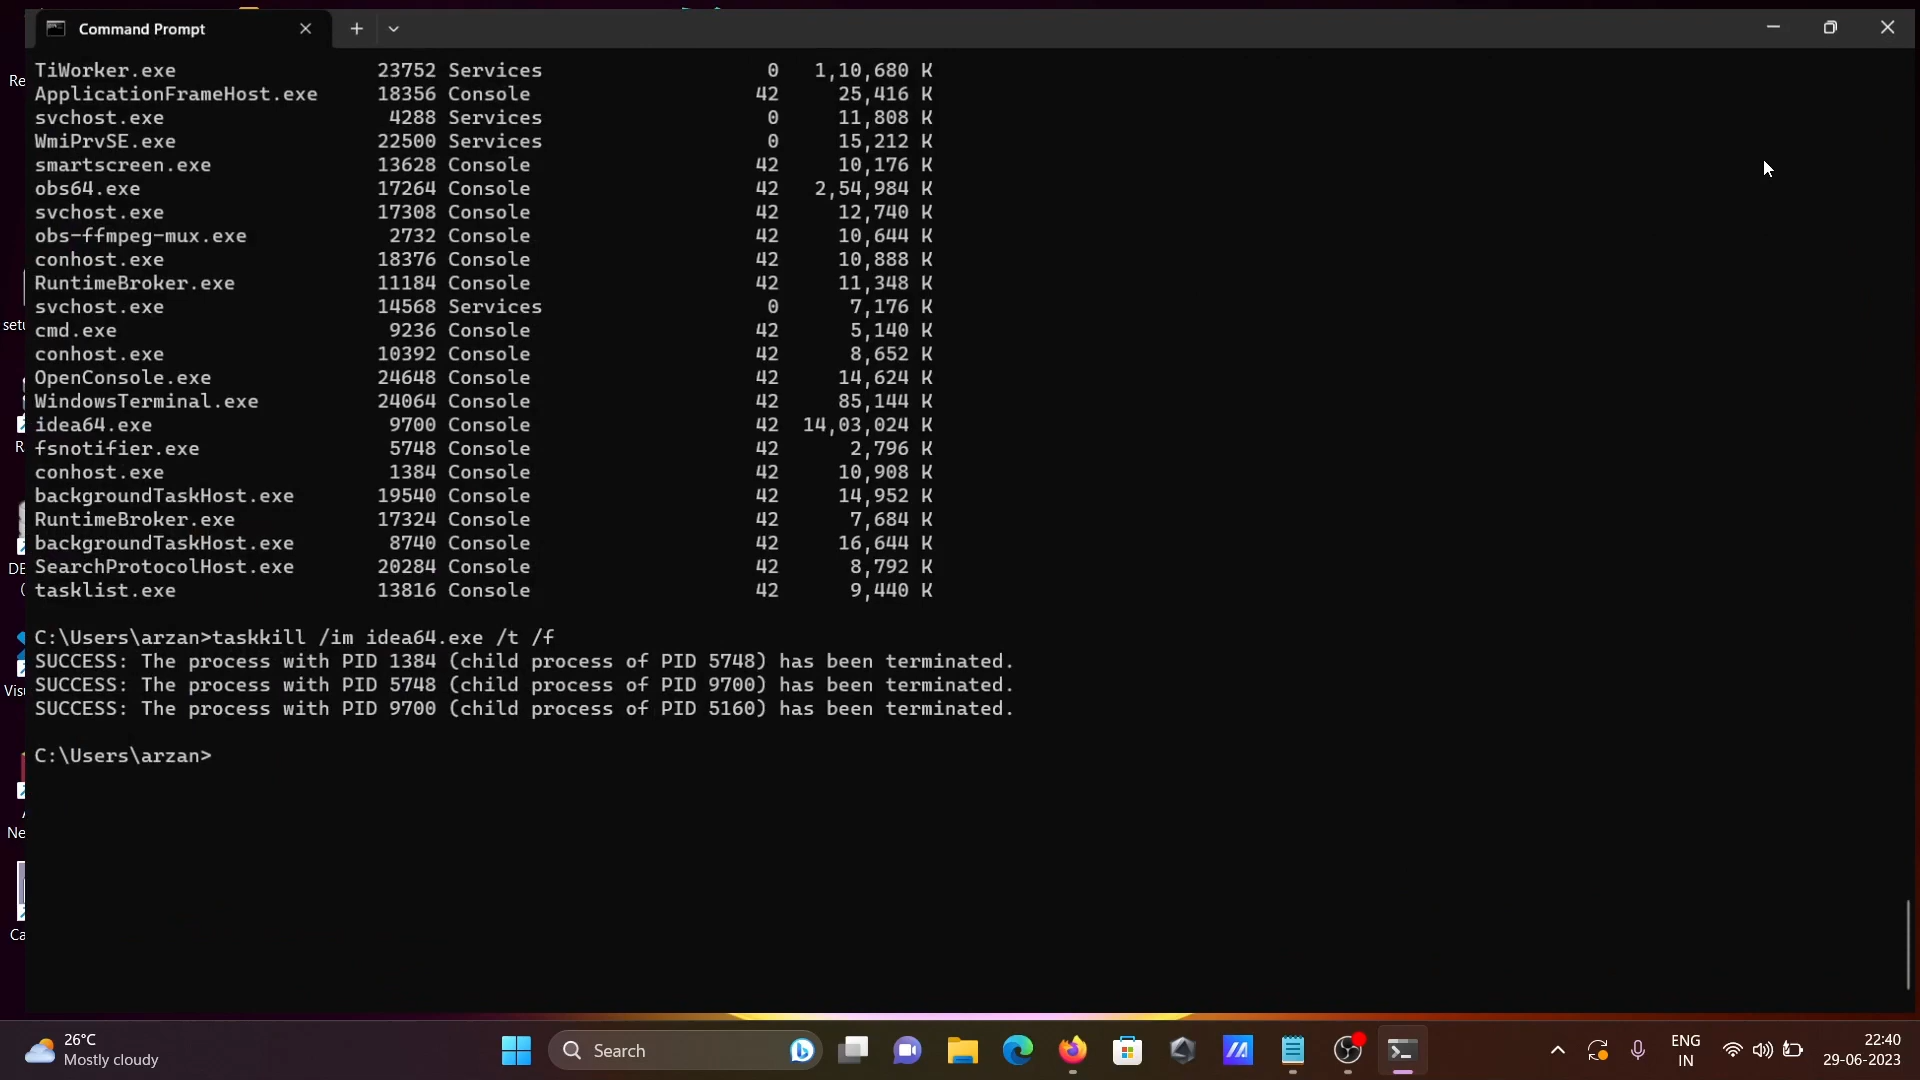 Command Prompt
TiWorker.exe 23752 Services 0 1,10,680 K
ApplicationFrameHost.exe 18356 Console 42 25,416 K
svchost.exe 4288 Services 0 11,808 K
WmiPrvSE.exe 22500 Services 0 15,212 K
smartscreen.exe 13628 Console 42 10,176 K
obs64.exe 17264 Console 42 2,54,984 K
svchost.exe 17308 Console 42 12,740 K
obs-ffmpeg-mux.exe 2732 Console 42 10,644 K
conhost.exe 18376 Console 42 10,888 K
RuntimeBroker.exe 11184 Console 42 11,348 K
svchost.exe 14568 Services 0 7,176 K
cmd.exe 9236 Console 42 5,140 K
conhost.exe 10392 Console 42 8,652 K
OpenConsole.exe 24648 Console 42 14,624 K
WindowsTerminal.exe 24064 Console 42 85,144 K
idea64.exe 9700 Console 42 14,03,024 K
fsnotifier.exe 5748 Console 42 2,796 K
conhost.exe 1384 Console 42 10,908 K
backgroundTaskHost.exe 19540 Console 42 14,952 K
RuntimeBroker.exe 17324 Console 42 7,684 K
backgroundTaskHost.exe 8740 Console 42 16,644 K
SearchProtocolHost.exe 20284 Console 42 8,792 K
tasklist.exe 13816 Console 42 9,440 K
C:\Users\arzan>taskkill /im idea64.exe /t /f
SUCCESS: The process with PID 1384 (child process of PID 5748) has been terminated.
SUCCESS: The process with PID 5748 (child process of PID 9700) has been terminated.
SUCCESS: The process with PID 9700 (child process of PID 5160) has been terminated.
C:\Users\arzan>
26°C
Mostly cloudy
Search
ENG
IN
22:40
29-06-2023